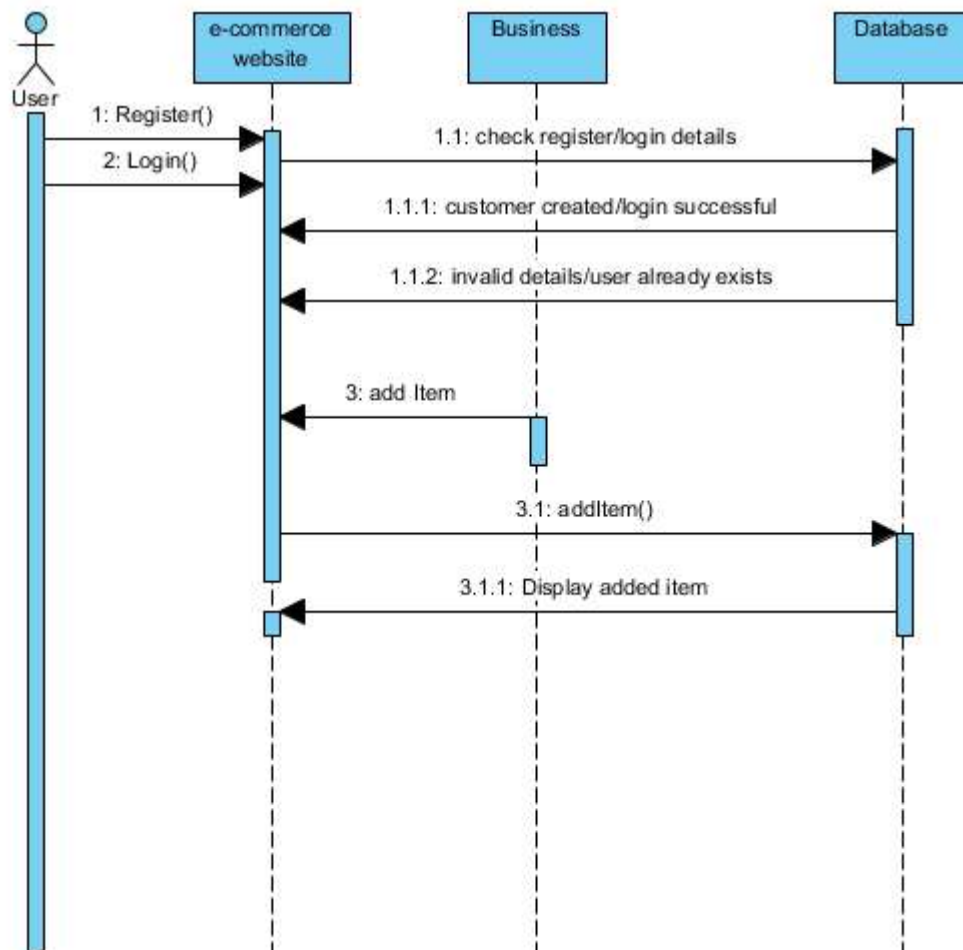 e-commerce
website
Business
Database
User
1: Register()
1.1: check register/login details
2: Login()
1.1.1: customer created/login successful
1.1.2: invalid details/user already exists
3: add Item
3.1: addItem()
3.1.1: Display added item